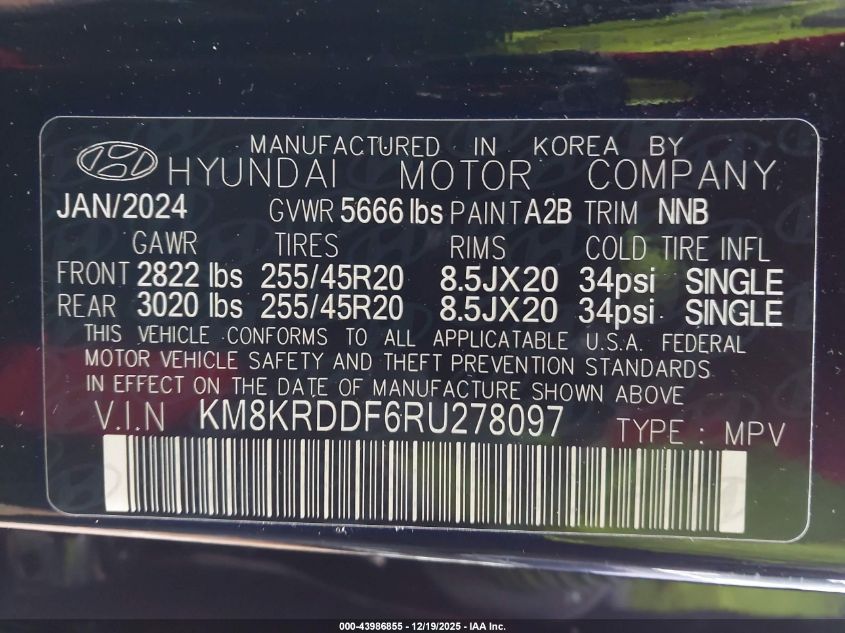 MANUFACTURED IN KOREA BY
HYUNDAI MOTOR COMPANY
JAN/2024 GVWR 5666 lbs PAINT A2B TRIM NNB
GAWR TIRES RIMS COLD TIRE INFL
FRONT 2822 lbs 255/45R20 8.5JX20 34psi SINGLE
REAR 3020 lbs 255/45R20 8.5JX20 34psi SINGLE
THIS VEHICLE CONFORMS TO ALL APPLICATABLE U.S.A. FEDERAL
MOTOR VEHICLE SAFETY AND THEFT PREVENTION STANDARDS
IN EFFECT ON THE DATE OF MANUFACTURE SHOWN ABOVE
V.I.N KM8KRDDF6RU278097 TYPE : MPV
000-43986855 - 12/19/2025 - IAA Inc.